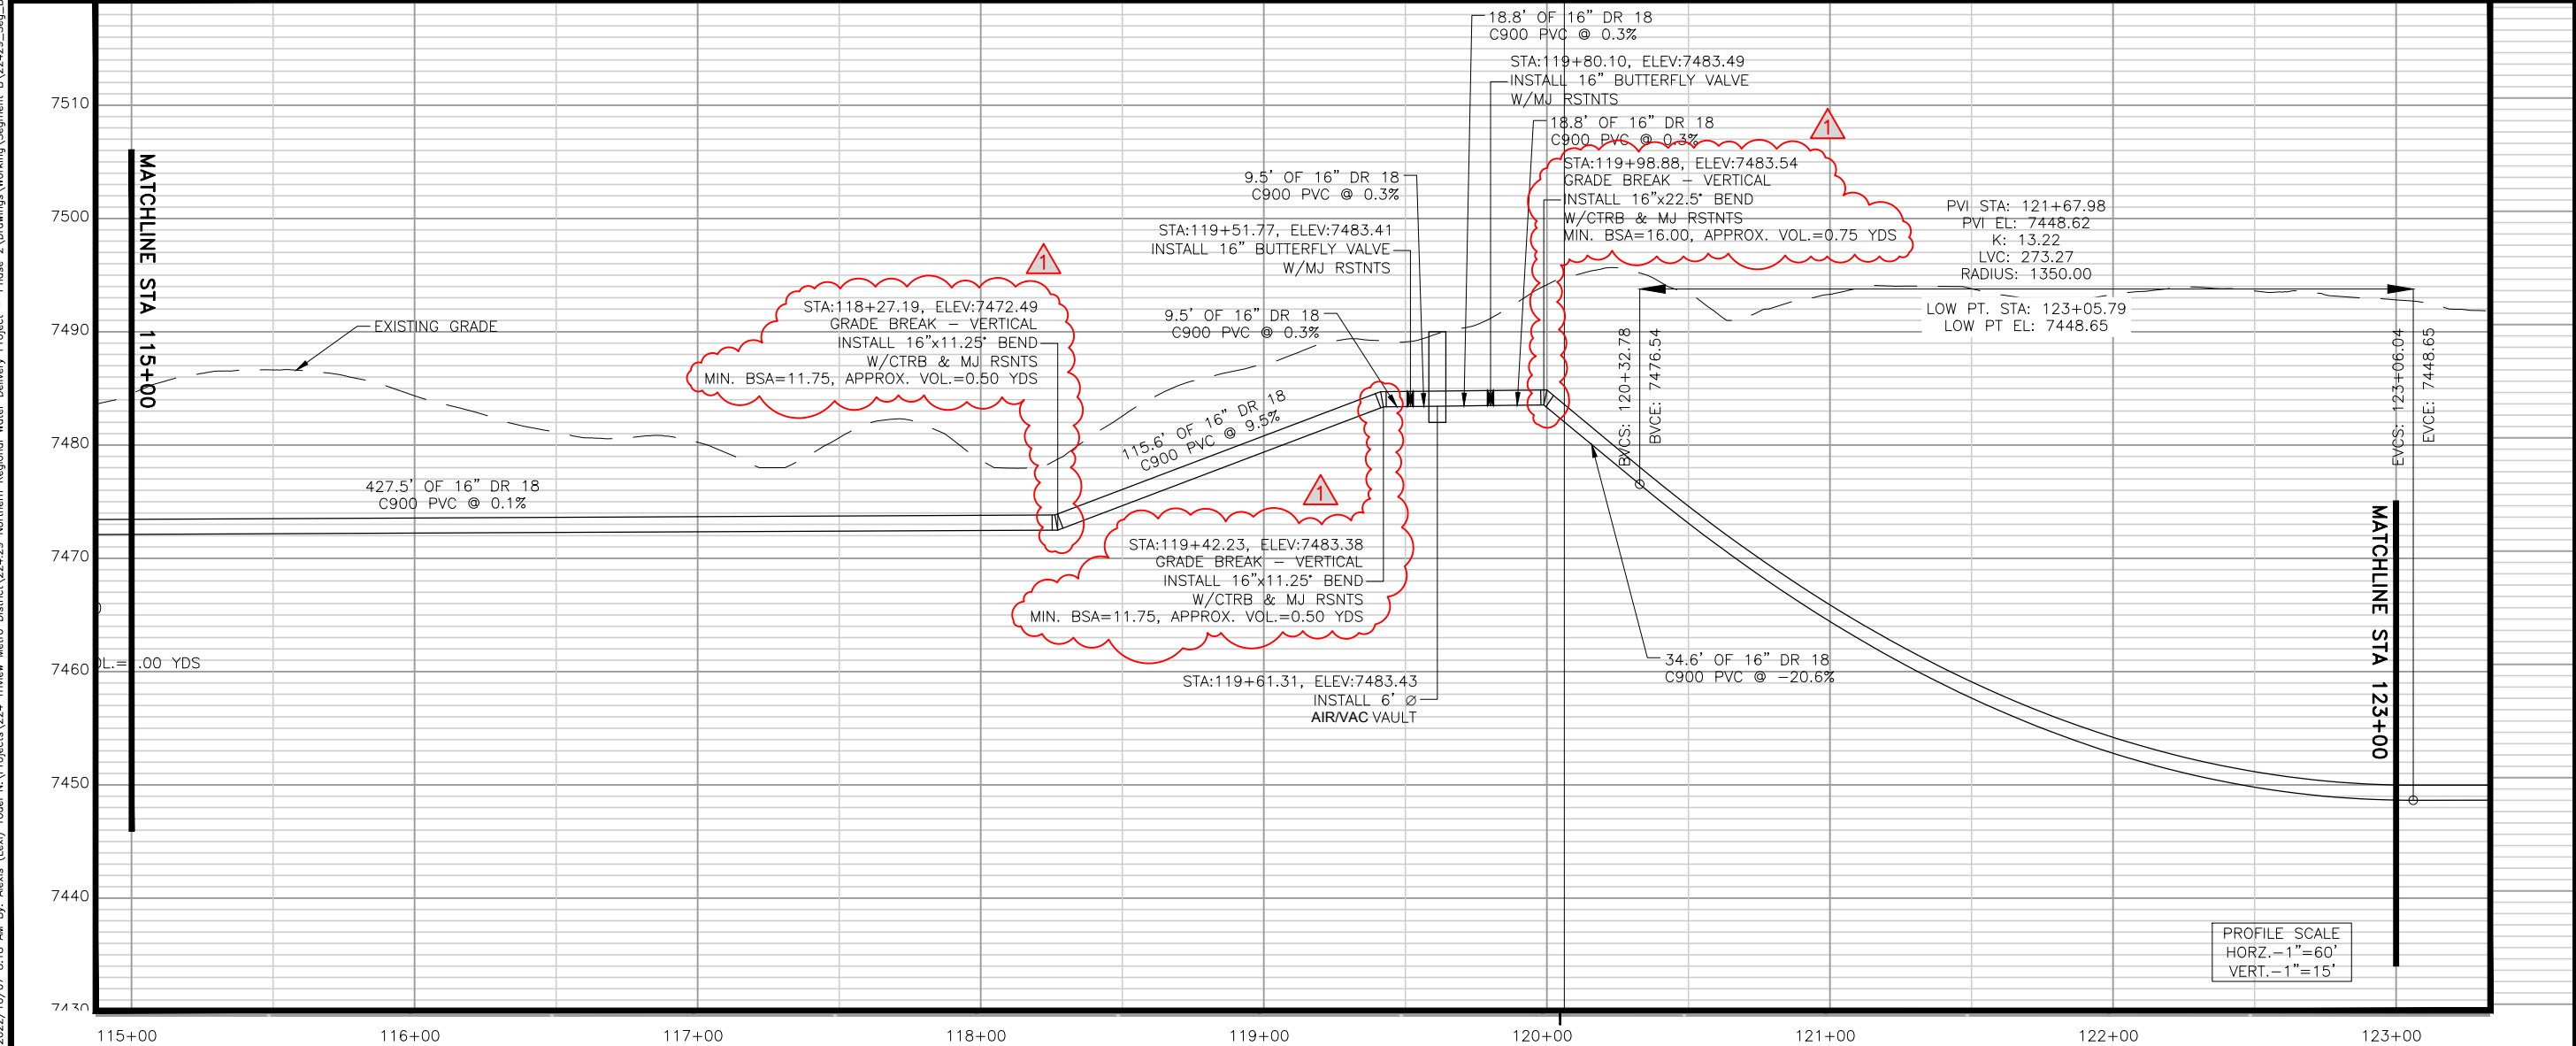 18.8' OF 16" DR 18
C900 PVC @ 0.3%
STA:119+80.10, ELEV:7483.49
INSTALL 16" BUTTERFLY VALVE
W/MJ RSTNTS
18.8' OF 16" DR 18
C900 PVC @ 0.3%
1
STA:119+98.88, ELEV:7483.54
GRADE BREAK – VERTICAL
INSTALL 16"x22.5° BEND
W/CTRB & MJ RSTNTS
MIN. BSA=16.00, APPROX. VOL.=0.75 YDS
9.5' OF 16" DR 18
C900 PVC @ 0.3%
STA:119+51.77, ELEV:7483.41
INSTALL 16" BUTTERFLY VALVE
W/MJ RSTNTS
PVI STA: 121+67.98
PVI EL: 7448.62
K: 13.22
LVC: 273.27
RADIUS: 1350.00
LOW PT. STA: 123+05.79
LOW PT EL: 7448.65
BVCS: 120+32.78
BVCE: 7476.54
EVCS: 123+06.04
EVCE: 7448.65
1
STA:118+27.19, ELEV:7472.49
GRADE BREAK – VERTICAL
INSTALL 16"x11.25° BEND
W/CTRB & MJ RSNTS
MIN. BSA=11.75, APPROX. VOL.=0.50 YDS
9.5' OF 16" DR 18
C900 PVC @ 0.3%
MATCHLINE STA 115+00
EXISTING GRADE
115.6' OF 16" DR 18
C900 PVC @ 9.5%
427.5' OF 16" DR 18
C900 PVC @ 0.1%
1
STA:119+42.23, ELEV:7483.38
GRADE BREAK – VERTICAL
INSTALL 16"x11.25° BEND
W/CTRB & MJ RSNTS
MIN. BSA=11.75, APPROX. VOL.=0.50 YDS
STA:119+61.31, ELEV:7483.43
INSTALL 6' Ø
AIR/VAC VAULT
34.6' OF 16" DR 18
C900 PVC @ -20.6%
MATCHLINE STA 123+00
.00 YDS
PROFILE SCALE
HORZ.-1"=60'
VERT.-1"=15'
7510
7500
7490
7480
7470
7460
7450
7440
7430
115+00
116+00
117+00
118+00
119+00
120+00
121+00
122+00
123+00